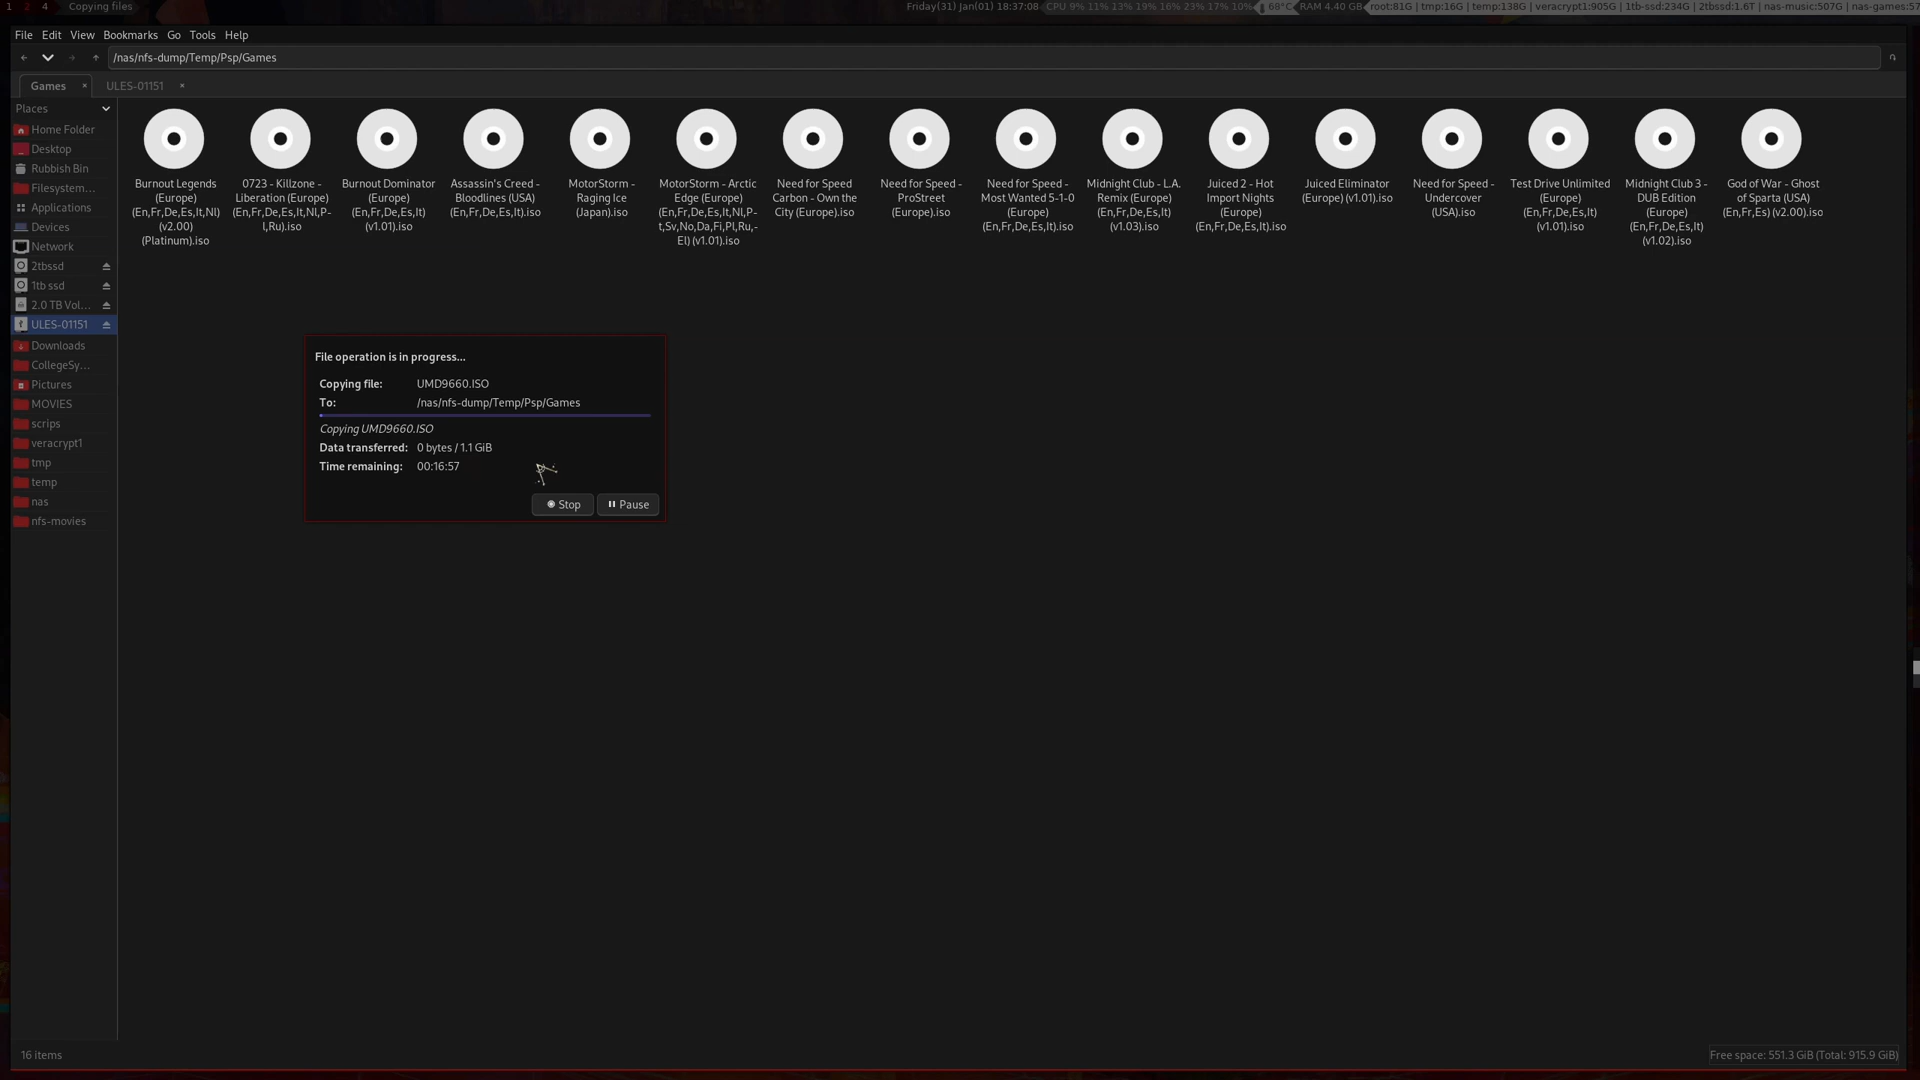 1 2 4 Copying files
Friday(31) Jan(01) 18:37:08 CPU 9% 11% 13% 19% 16% 23% 17% 10% 68°C RAM 4.40 GB root:81G | tmp:16G | temp:138G | veracrypt1:905G | 1tb-ssd:234G | 2tbssd:1.6T | nas-music:507G | nas-games:57
File Edit View Bookmarks Go Tools Help
/nas/nfs-dump/Temp/Psp/Games
Games × ULES-01151 ×
Places
Home Folder
Desktop
Rubbish Bin
Filesystem...
Applications
Devices
Network
2tbssd
1tb ssd
2.0 TB Vol...
ULES-01151
Downloads
CollegeSy...
Pictures
MOVIES
scrips
veracrypt1
tmp
temp
nas
nfs-movies
Burnout Legends
(Europe)
(En,Fr,De,Es,It,Nl)
(v2.00)
(Platinum).iso
0723 - Killzone -
Liberation (Europe)
(En,Fr,De,Es,It,Nl,P-
l,Ru).iso
Burnout Dominator
(Europe)
(En,Fr,De,Es,It)
(v1.01).iso
Assassin's Creed -
Bloodlines (USA)
(En,Fr,De,Es,It).iso
MotorStorm -
Raging Ice
(Japan).iso
MotorStorm - Arctic
Edge (Europe)
(En,Fr,De,Es,It,Nl,P-
t,Sv,No,Da,Fi,Pl,Ru,-
El) (v1.01).iso
Need for Speed
Carbon - Own the
City (Europe).iso
Need for Speed -
ProStreet
(Europe).iso
Need for Speed -
Most Wanted 5-1-0
(Europe)
(En,Fr,De,Es,It).iso
Midnight Club - L.A.
Remix (Europe)
(En,Fr,De,Es,It)
(v1.03).iso
Juiced 2 - Hot
Import Nights
(Europe)
(En,Fr,De,Es,It).iso
Juiced Eliminator
(Europe) (v1.01).iso
Need for Speed -
Undercover
(USA).iso
Test Drive Unlimited
(Europe)
(En,Fr,De,Es,It)
(v1.01).iso
Midnight Club 3 -
DUB Edition
(Europe)
(En,Fr,De,Es,It)
(v1.02).iso
God of War - Ghost
of Sparta (USA)
(En,Fr,Es) (v2.00).iso
File operation is in progress...
Copying file: UMD9660.ISO
To: /nas/nfs-dump/Temp/Psp/Games
Copying UMD9660.ISO
Data transferred: 0 bytes / 1.1 GiB
Time remaining: 00:16:57
Stop Pause
16 items
Free space: 551.3 GiB (Total: 915.9 GiB)